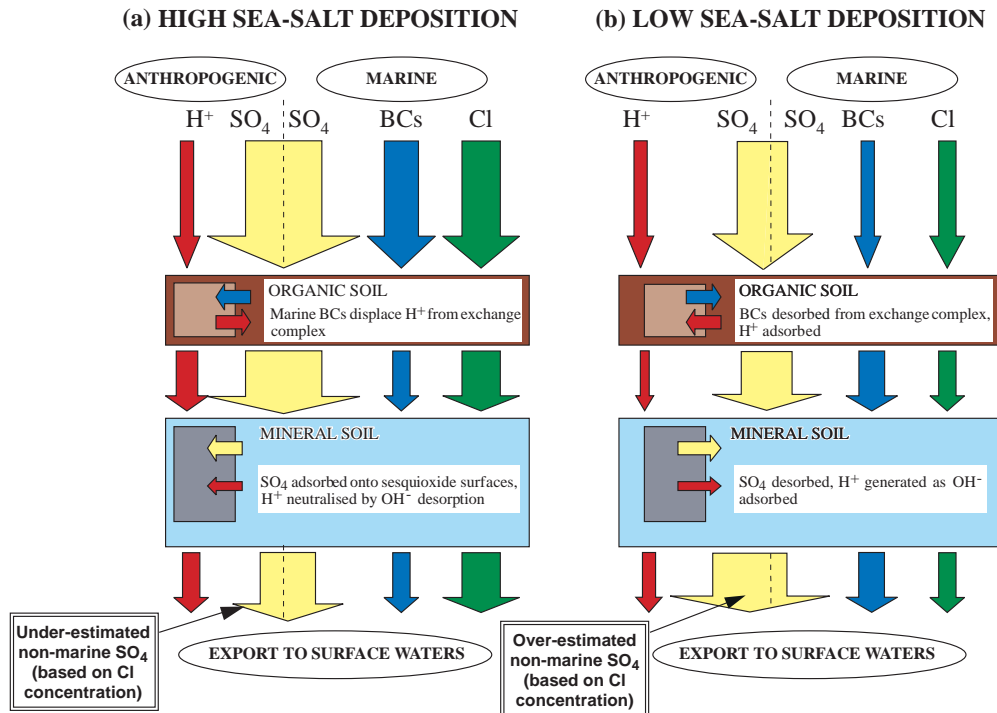 (a) HIGH SEA-SALT DEPOSITION
ANTHROPOGENIC
MARINE
H⁺ SO₄ SO₄ BCs Cl
ORGANIC SOIL
Marine BCs displace H⁺ from exchange
complex
MINERAL SOIL
SO₄ adsorbed onto sesquioxide surfaces,
H⁺ neutralised by OH⁻ desorption
Under-estimated
non-marine SO₄
(based on Cl
concentration)
EXPORT TO SURFACE WATERS
(b) LOW SEA-SALT DEPOSITION
ANTHROPOGENIC
MARINE
H⁺ SO₄ SO₄ BCs Cl
ORGANIC SOIL
BCs desorbed from exchange complex,
H⁺ adsorbed
MINERAL SOIL
SO₄ desorbed, H⁺ generated as OH⁻
adsorbed
Over-estimated
non-marine SO₄
(based on Cl
concentration)
EXPORT TO SURFACE WATERS